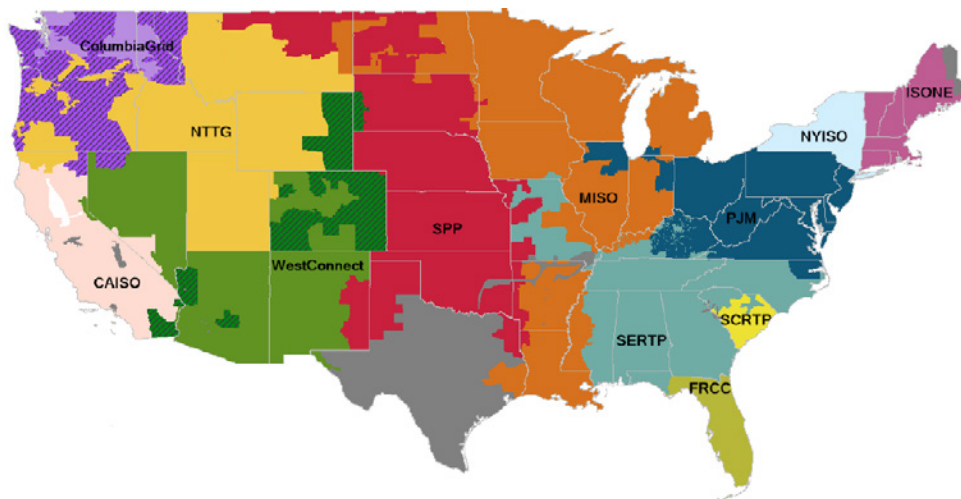 ColumbiaGrid
ISONE
NTTG
NYISO
MISO
PJM
SPP
WestConnect
CAISO
SCRTP
SERTP
FRCC